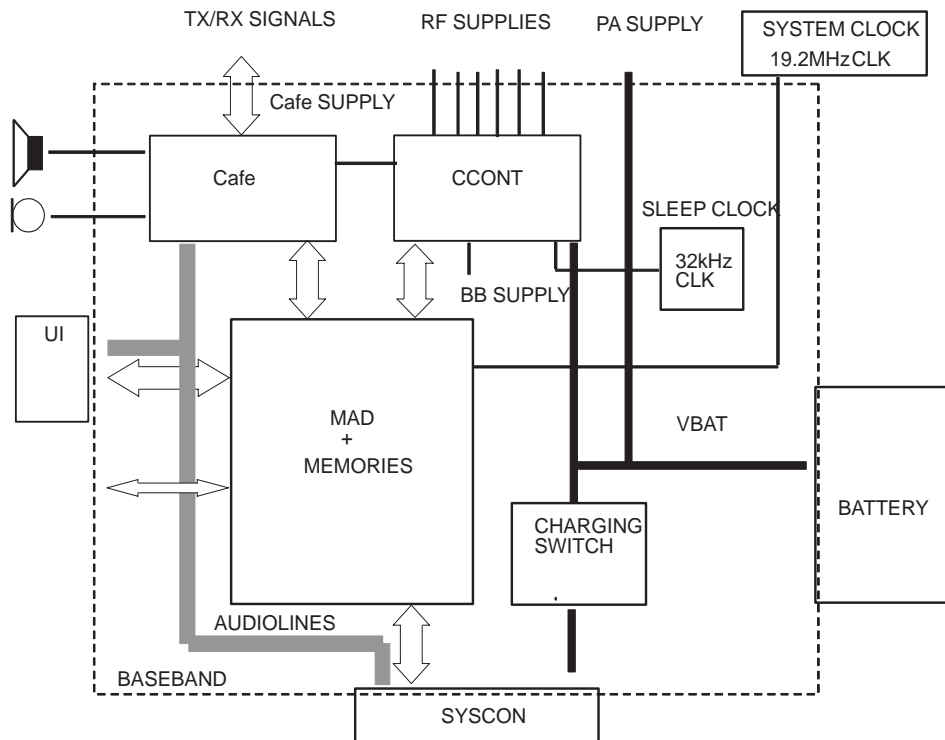 TX/RX SIGNALS
RF SUPPLIES
PA SUPPLY
SYSTEM CLOCK
19.2MHz CLK
Cafe SUPPLY
Cafe
CCONT
SLEEP CLOCK
32kHz
CLK
BB SUPPLY
UI
MAD
+
MEMORIES
VBAT
CHARGING
SWITCH
BATTERY
AUDIOLINES
BASEBAND
SYSCON